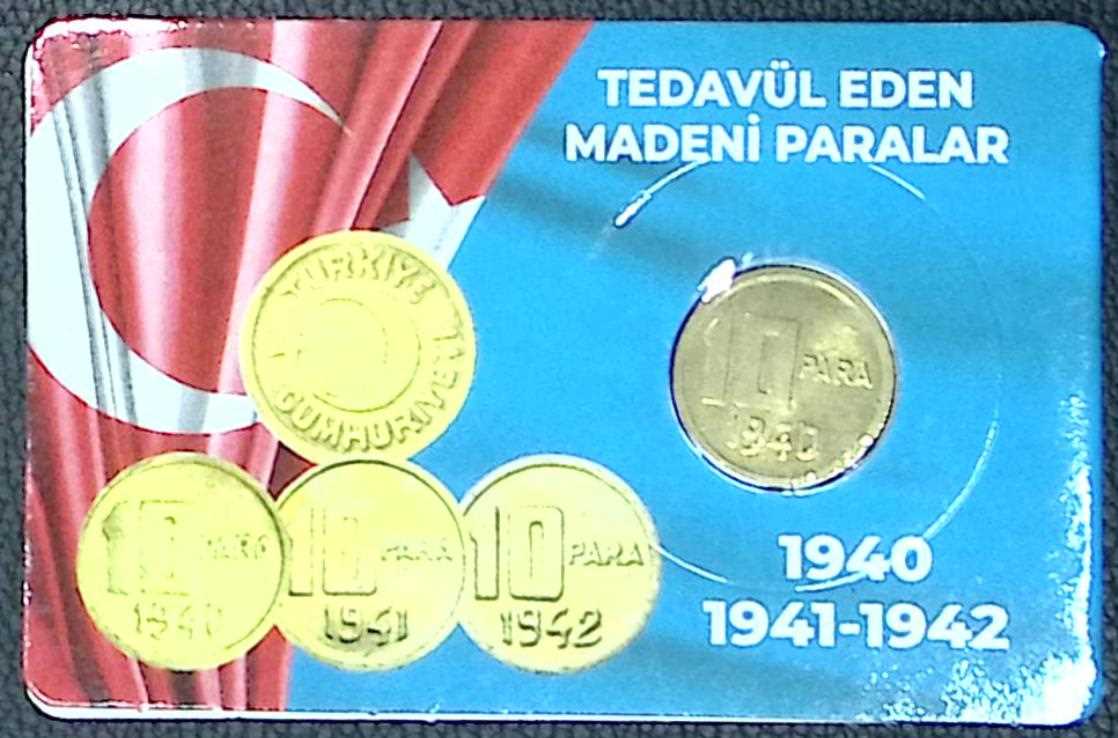 TEDAVÜL EDEN
MADENİ PARALAR
TÜRKİYE
CUMHURİYETİ
10 PARA
1940
10 PARA
1940
10 PARA
1941
10 PARA
1942
1940
1941-1942